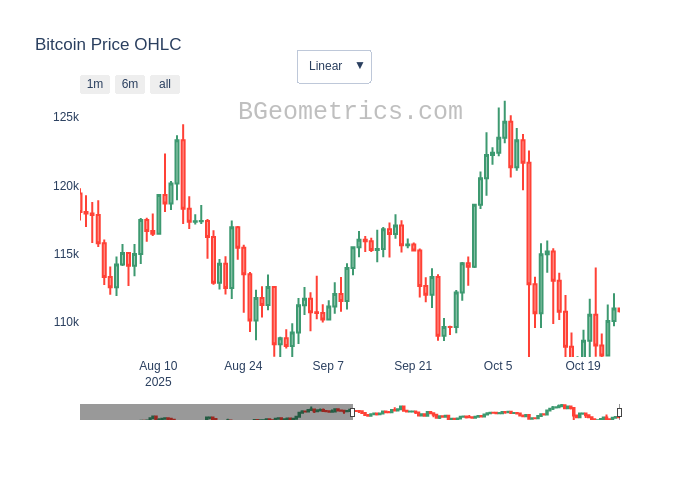 Bitcoin Price OHLC
Linear ▼
1m 6m all
BGeometrics.com
125k
120k
115k
110k
Aug 10 Aug 24 Sep 7 Sep 21 Oct 5 Oct 19
2025